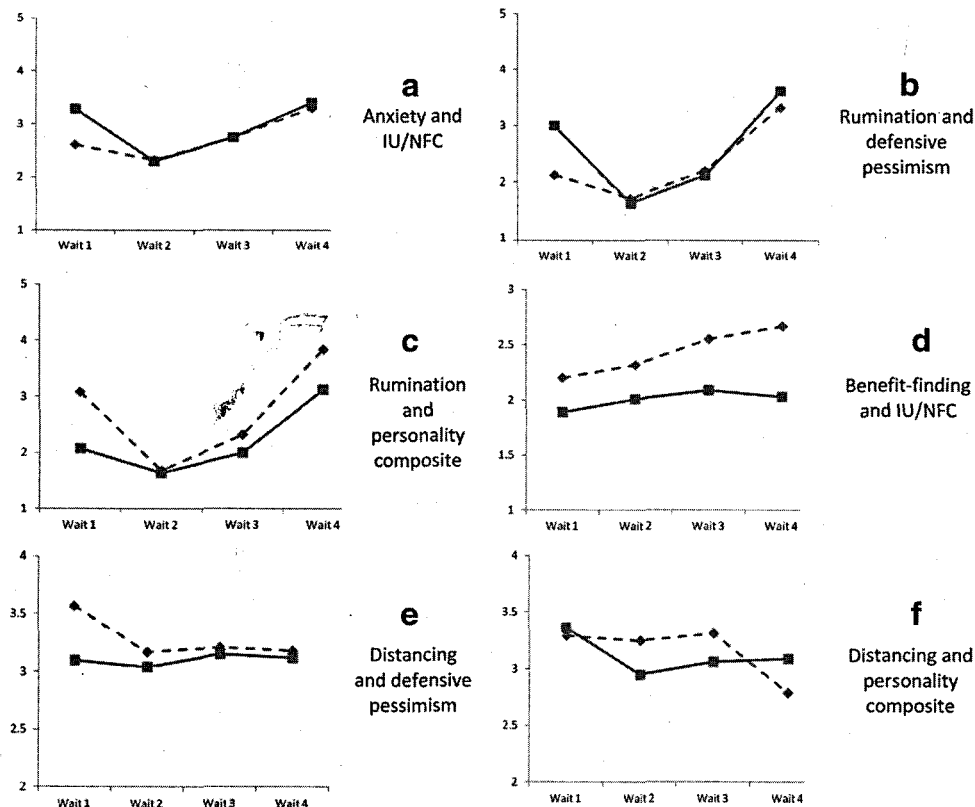 5
4
3
2
1
Wait 1 Wait 2 Wait 3 Wait 4
a
Anxiety and
IU/NFC
5
4
3
2
1
Wait 1 Wait 2 Wait 3 Wait 4
b
Rumination and
defensive
pessimism
5
4
3
2
1
Wait 1 Wait 2 Wait 3 Wait 4
c
Rumination
and
personality
composite
3
2.5
2
1.5
1
Wait 1 Wait 2 Wait 3 Wait 4
d
Benefit-finding
and IU/NFC
4
3.5
3
2.5
2
Wait 1 Wait 2 Wait 3 Wait 4
e
Distancing
and defensive
pessimism
4
3.5
3
2.5
2
Wait 1 Wait 2 Wait 3 Wait 4
f
Distancing and
personality
composite